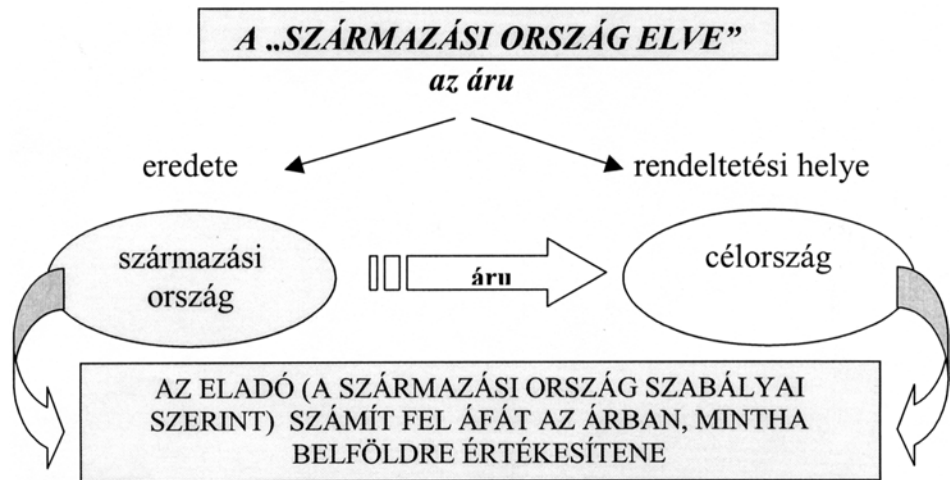 A „SZÁRMAZÁSI ORSZÁG ELVE”
az áru
eredete
rendeltetési helye
származási
ország
áru
célország
AZ ELADÓ (A SZÁRMAZÁSI ORSZÁG SZABÁLYAI
SZERINT) SZÁMÍT FEL ÁFÁT AZ ÁRBAN, MINTHA
BELFÖLDRE ÉRTÉKESÍTENE